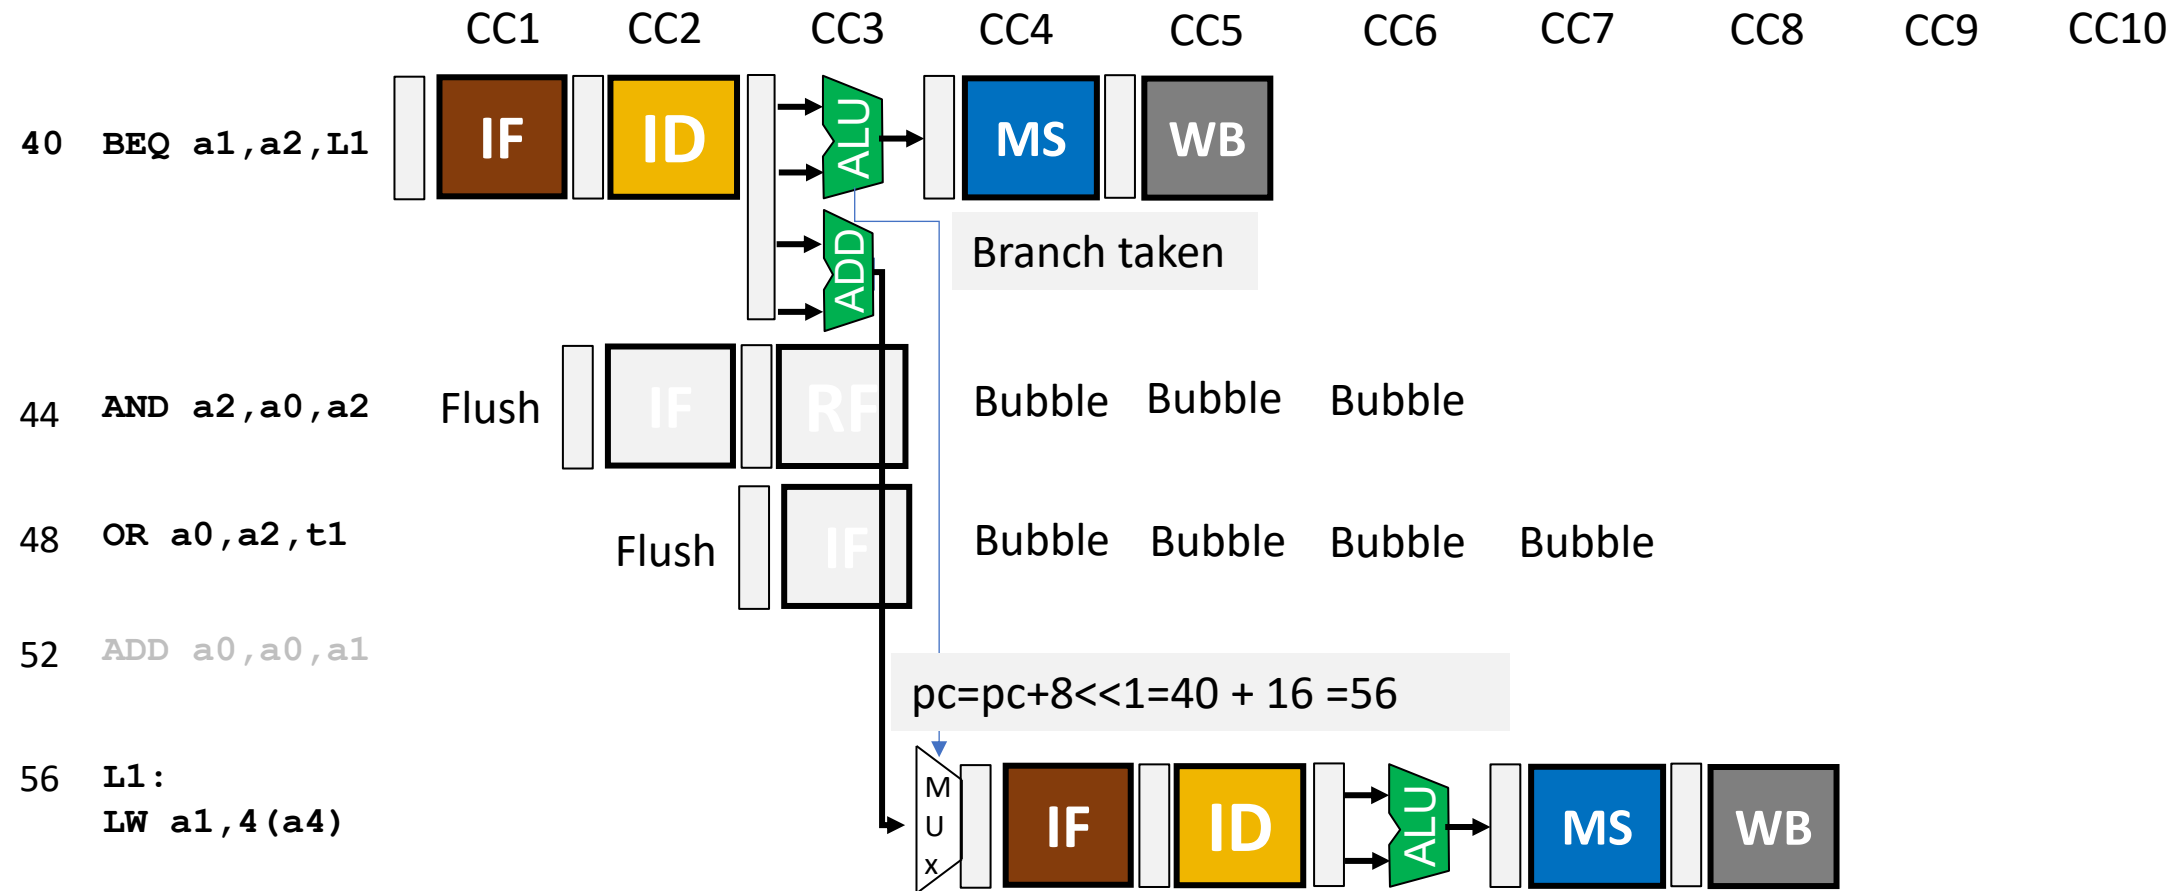 CC1 CC2 CC3 CC4 CC5 CC6 CC7 CC8 CC9 CC10
40 BEQ a1,a2,L1 IF ID ALU MS WB
ADD Branch taken
44 AND a2,a0,a2 Flush IF RF Bubble Bubble Bubble
48 OR a0,a2,t1 Flush IF Bubble Bubble Bubble Bubble
52 ADD a0,a0,a1
pc=pc+8<<1=40 + 16 =56
56 L1:
LW a1,4(a4) MUx IF ID ALU MS WB